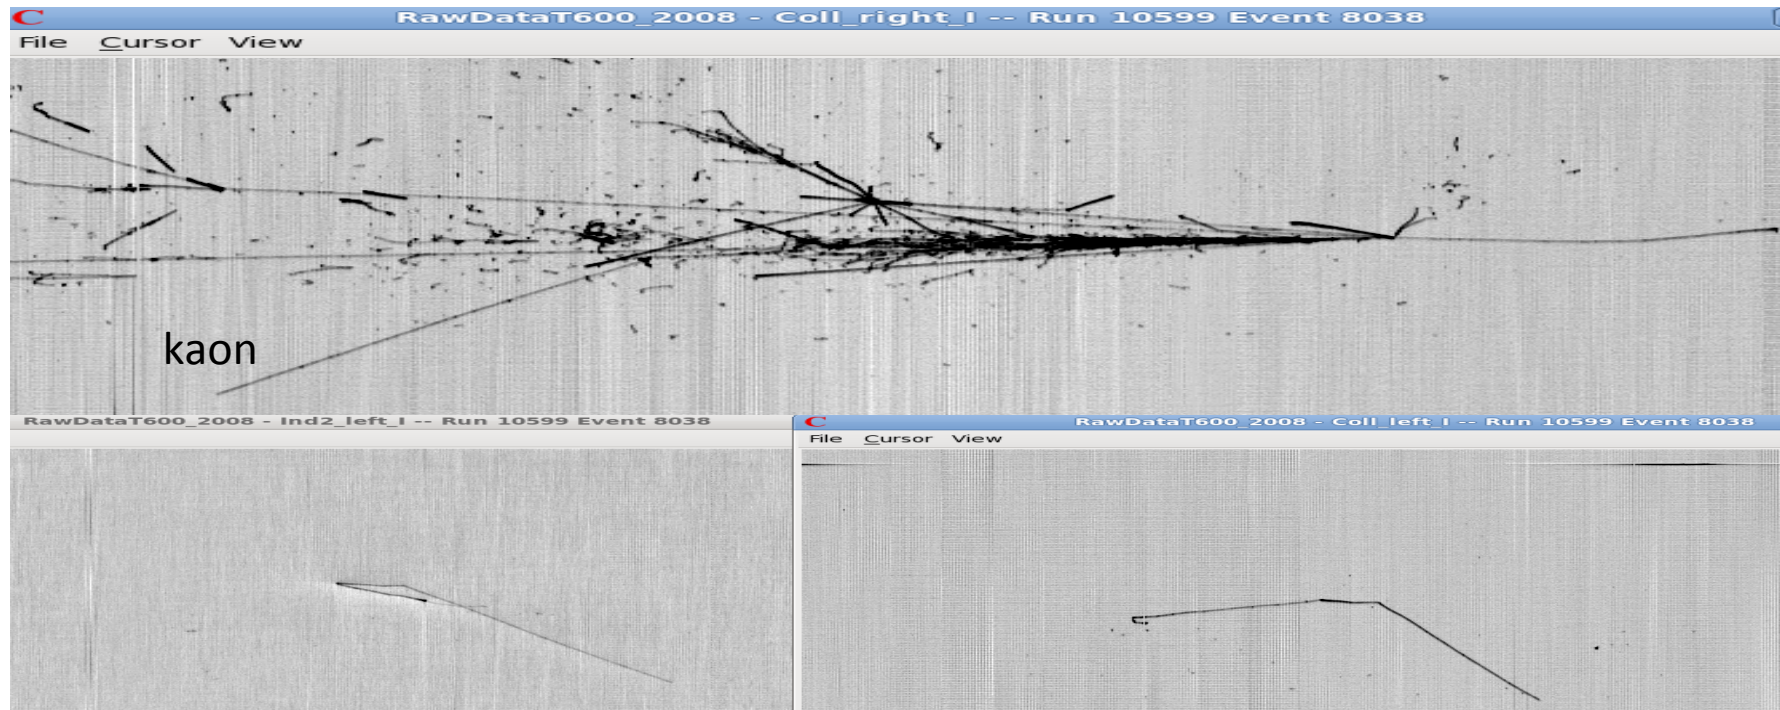 C RawDataT600_2008 - Coll_right_I -- Run 10599 Event 8038
File Cursor View
kaon
RawDataT600_2008 - Ind2_left_I -- Run 10599 Event 8038
C RawDataT600_2008 - Coll_left_I -- Run 10599 Event 8038
File Cursor View